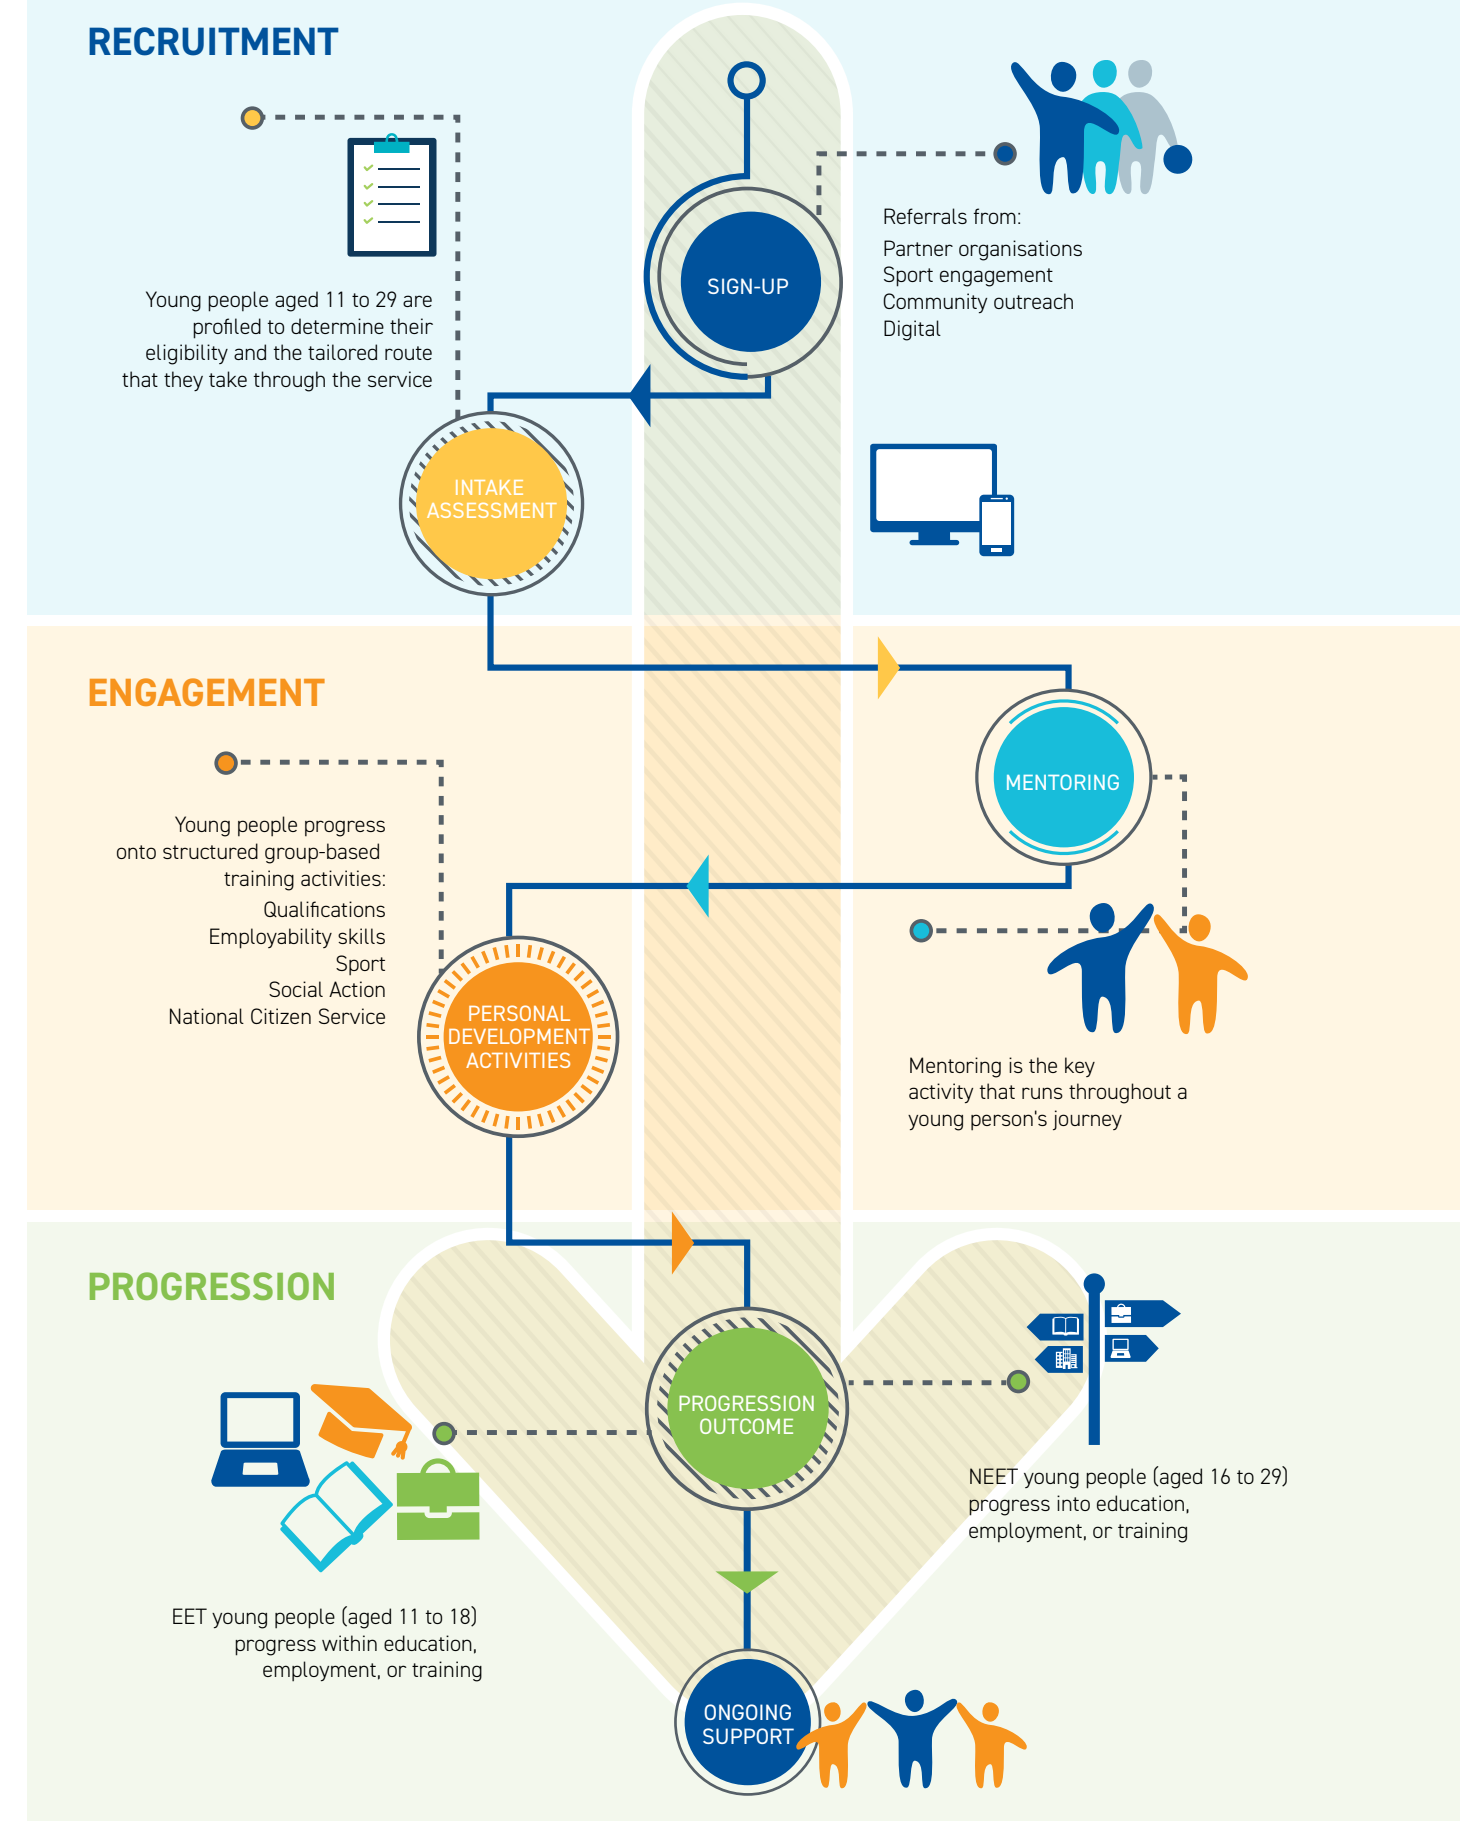 RECRUITMENT
SIGN-UP
Referrals from:
Partner organisations
Sport engagement
Community outreach
Digital
Young people aged 11 to 29 are
profiled to determine their
eligibility and the tailored route
that they take through the service
INTAKE
ASSESSMENT
ENGAGEMENT
MENTORING
Young people progress
onto structured group-based
training activities:
Qualifications
Employability skills
Sport
Social Action
National Citizen Service
PERSONAL
DEVELOPMENT
ACTIVITIES
Mentoring is the key
activity that runs throughout a
young person's journey
PROGRESSION
PROGRESSION
OUTCOME
NEET young people (aged 16 to 29)
progress into education,
employment, or training
EET young people (aged 11 to 18)
progress within education,
employment, or training
ONGOING
SUPPORT